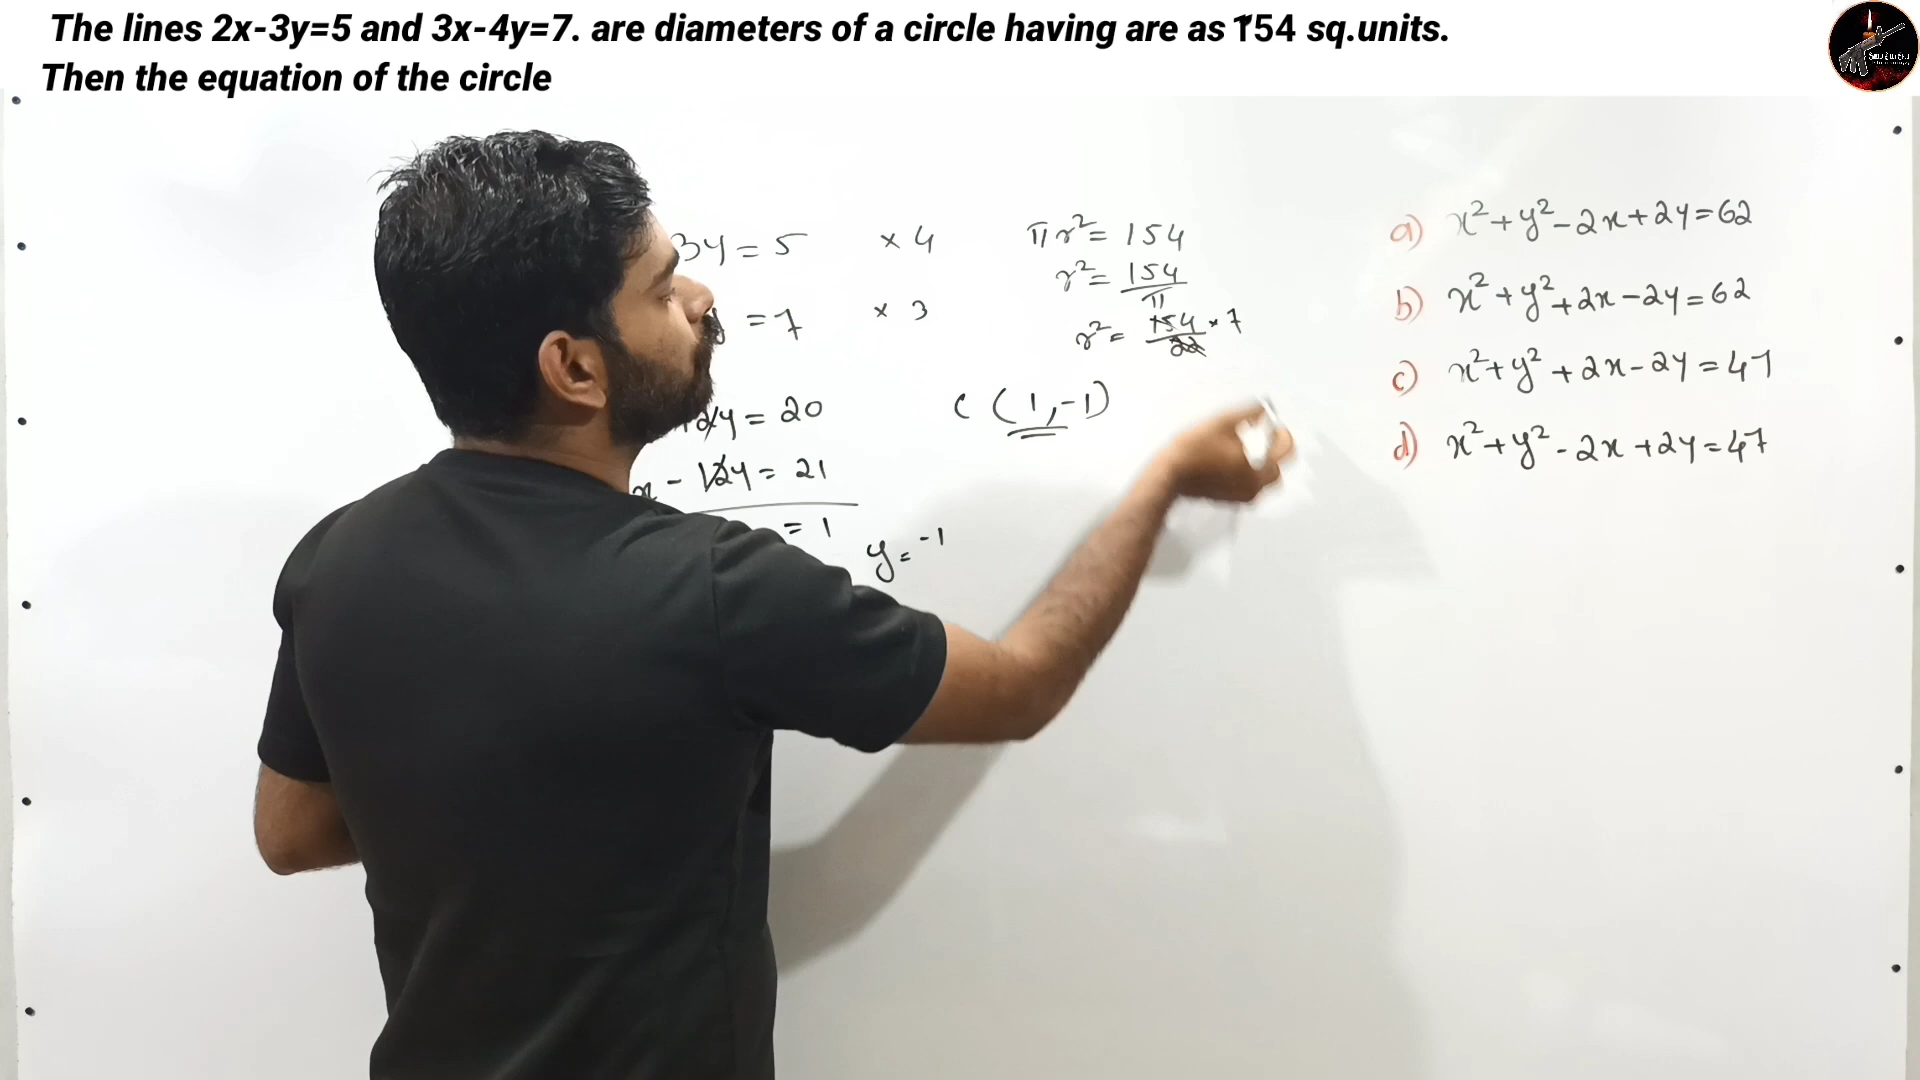 The lines 2x-3y=5 and 3x-4y=7. are diameters of a circle having are as 154 sq.units.
Then the equation of the circle
3y = 5 × 4
= 7 × 3
2y = 20
x - 12y = 21
= 1
y = -1
πr² = 154
r² = 154/π
r² = 154/22 × 7
C (1,-1)
a) x²+y²-2x+2y=62
b) x²+y²+2x-2y=62
c) x²+y²+2x-2y=47
d) x²+y²-2x+2y=47